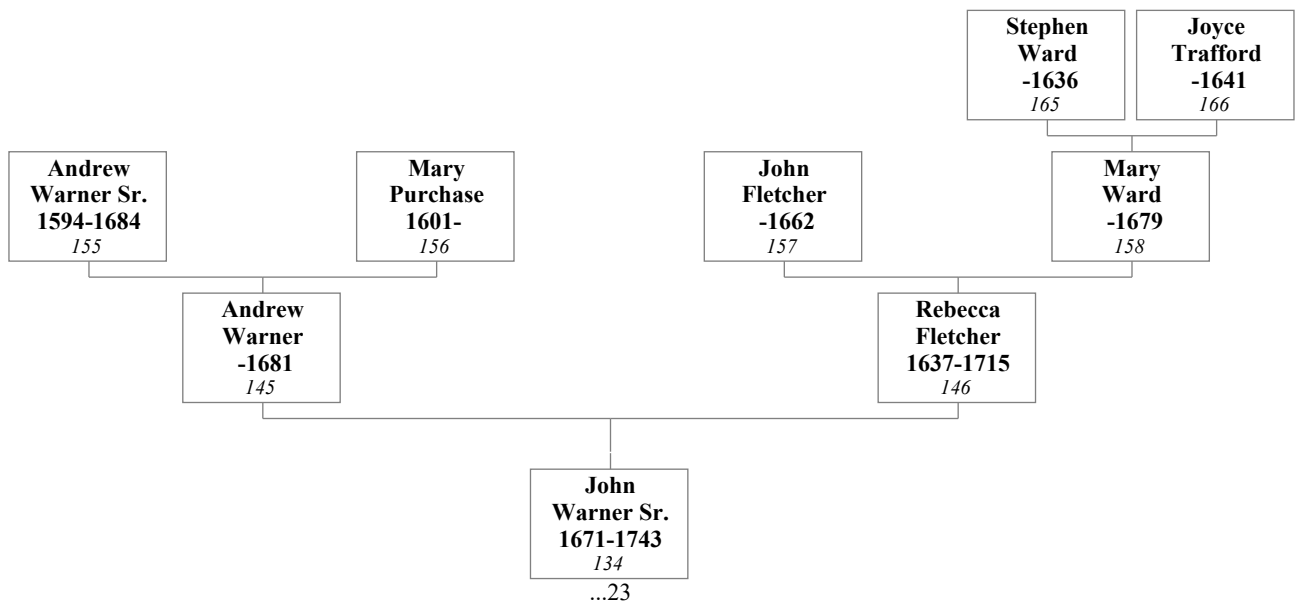 Stephen
Ward
-1636
165
Joyce
Trafford
-1641
166
Andrew
Warner Sr.
1594-1684
155
Mary
Purchase
1601-
156
John
Fletcher
-1662
157
Mary
Ward
-1679
158
Andrew
Warner
-1681
145
Rebecca
Fletcher
1637-1715
146
John
Warner Sr.
1671-1743
134
...23